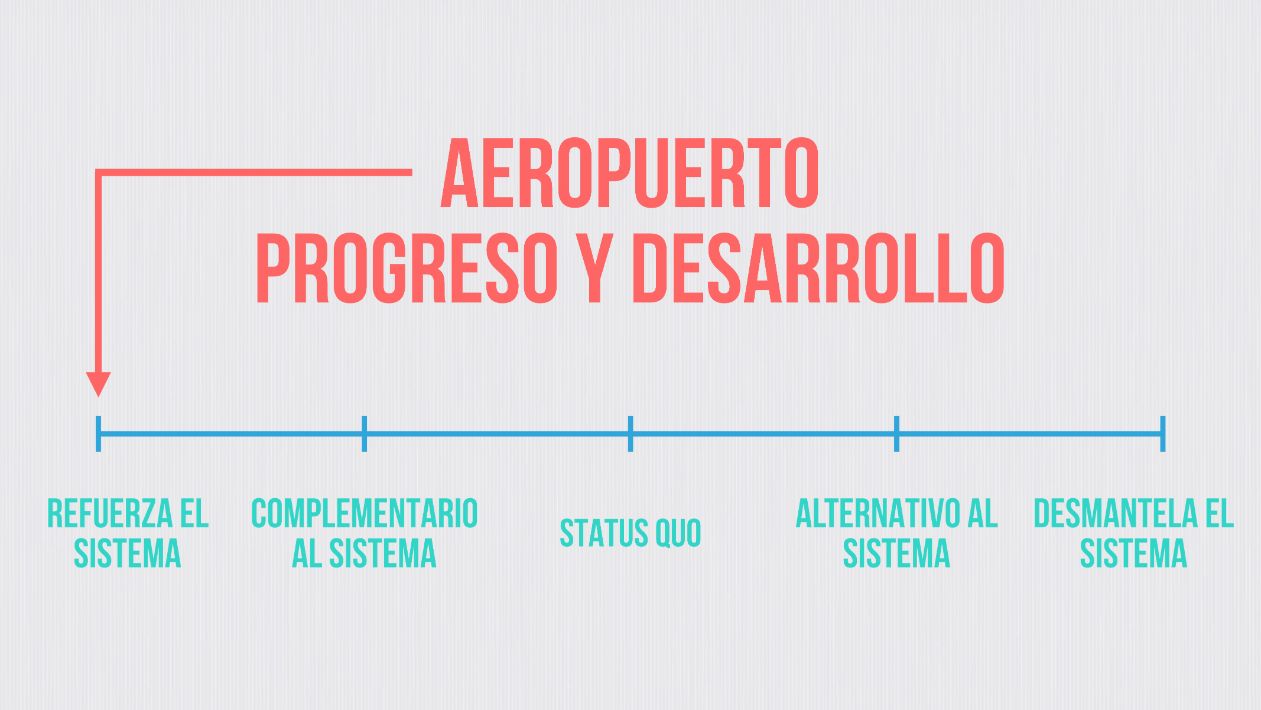 AEROPUERTO
PROGRESO Y DESARROLLO
REFUERZA EL
SISTEMA
COMPLEMENTARIO
AL SISTEMA
STATUS QUO
ALTERNATIVO AL
SISTEMA
DESMANTELA EL
SISTEMA